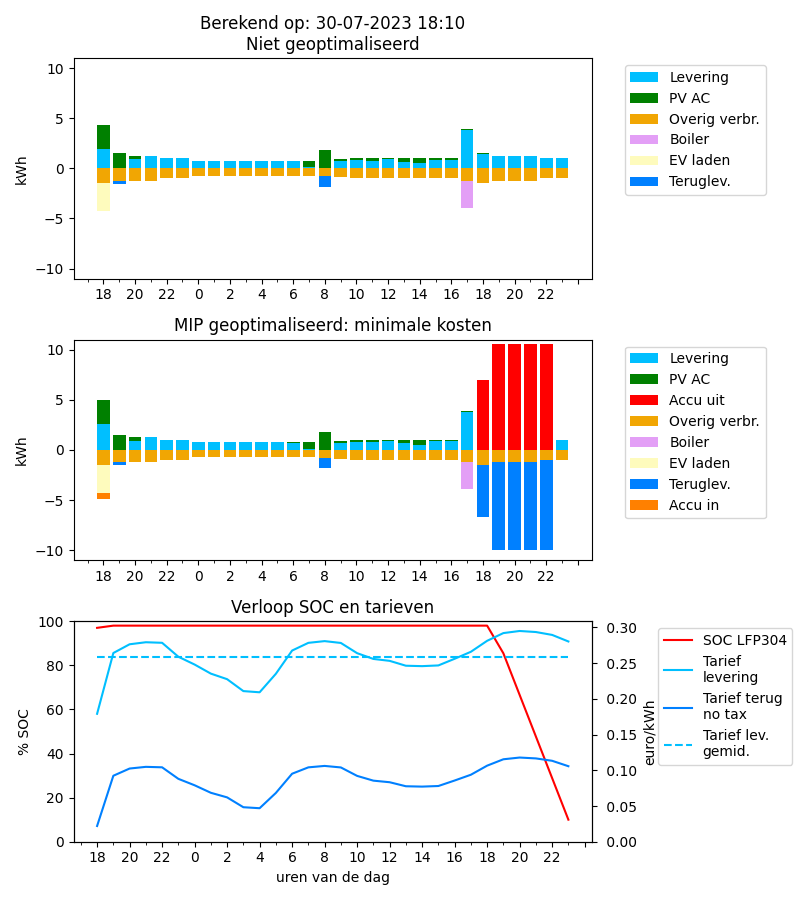 Berekend op: 30-07-2023 18:10
Niet geoptimaliseerd
10
5
0
−5
−10
kWh
18 20 22 0 2 4 6 8 10 12 14 16 18 20 22
Levering
PV AC
Overig verbr.
Boiler
EV laden
Teruglev.
MIP geoptimaliseerd: minimale kosten
10
5
0
−5
−10
kWh
18 20 22 0 2 4 6 8 10 12 14 16 18 20 22
Levering
PV AC
Accu uit
Overig verbr.
Boiler
EV laden
Teruglev.
Accu in
Verloop SOC en tarieven
100
80
60
40
20
0
% SOC
18 20 22 0 2 4 6 8 10 12 14 16 18 20 22
uren van de dag
0.30
0.25
0.20
0.15
0.10
0.05
0.00
euro/kWh
SOC LFP304
Tarief
levering
Tarief terug
no tax
Tarief lev.
gemid.